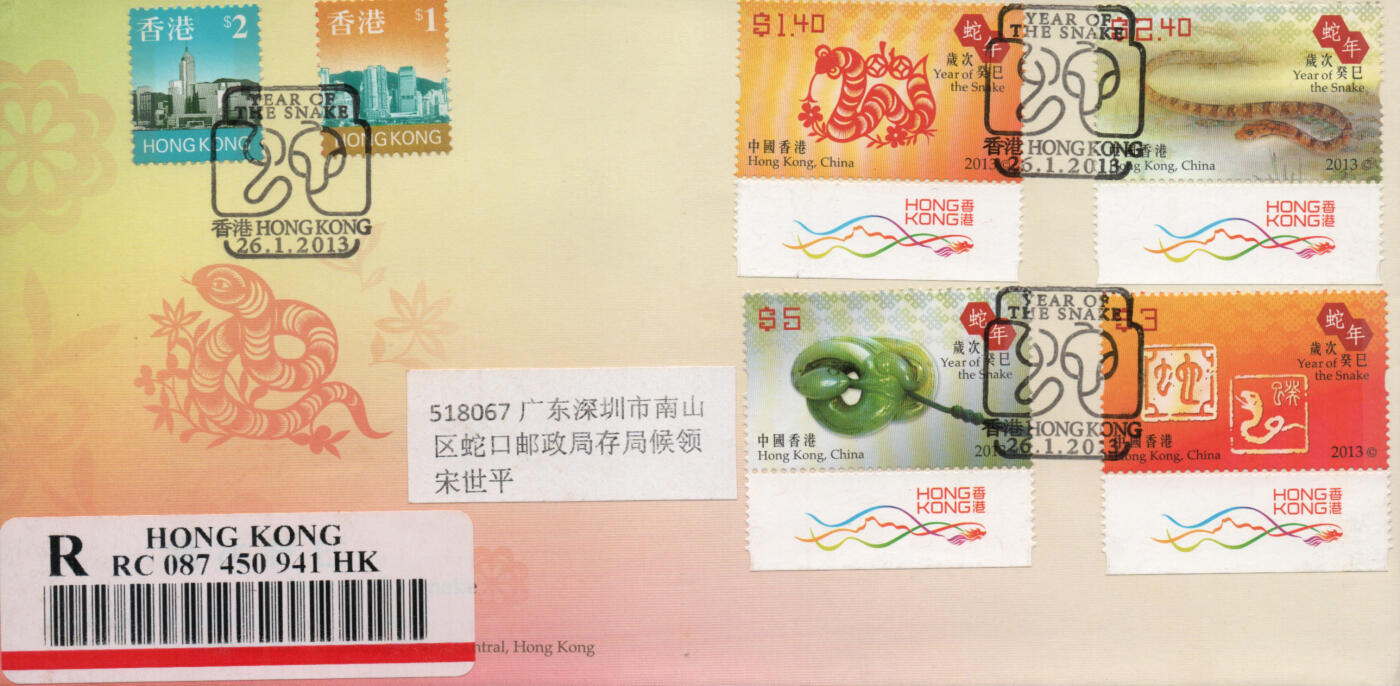 香港 $2
HONG KONG
香港 $1
HONG KONG
YEAR OF
THE SNAKE
香港 HONG KONG
26.1.2013
$1.40
蛇年
歲次
Year of 癸巳
the Snake
中國香港
Hong Kong, China
2013 ©
HONG 香
KONG 港
YEAR OF
THE SNAKE
香港 HONG KONG
26.1.2013
$2.40
蛇年
歲次
Year of 癸巳
the Snake
中國香港
Hong Kong, China
2013 ©
HONG 香
KONG 港
$5
蛇年
歲次
Year of 癸巳
the Snake
中國香港
Hong Kong, China
2013
HONG 香
KONG 港
YEAR OF
THE SNAKE
香港 HONG KONG
26.1.2013
$3
蛇年
歲次
Year of 癸巳
the Snake
中國香港
Hong Kong, China
2013 ©
HONG 香
KONG 港
518067 广东深圳市南山
区蛇口邮政局存局候领
宋世平
R HONG KONG
RC 087 450 941 HK
Hong Kong